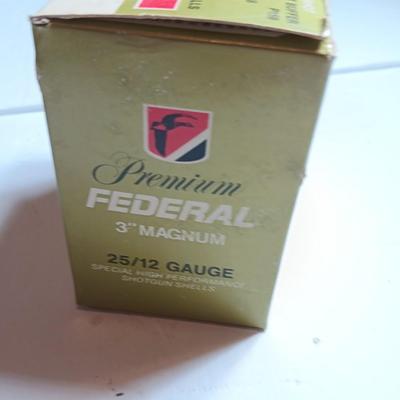 Premium
FEDERAL
3" MAGNUM
25/12 GAUGE
SPECIAL HIGH PERFORMANCE
SHOTGUN SHELLS